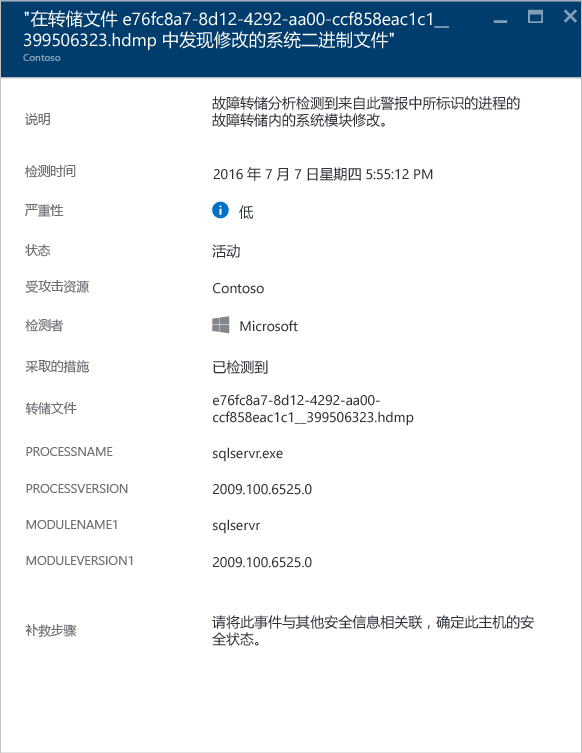 "在转储文件 e76fc8a7-8d12-4292-aa00-ccf858eac1c1__
399506323.hdmp 中发现修改的系统二进制文件"
Contoso
说明
故障转储分析检测到来自此警报中所标识的进程的
故障转储内的系统模块修改。
检测时间
2016 年 7 月 7 日星期四 5:55:12 PM
严重性
低
状态
活动
受攻击资源
Contoso
检测者
Microsoft
采取的措施
已检测到
转储文件
e76fc8a7-8d12-4292-aa00-
ccf858eac1c1__399506323.hdmp
PROCESSNAME
sqlservr.exe
PROCESSVERSION
2009.100.6525.0
MODULENAME1
sqlservr
MODULEVERSION1
2009.100.6525.0
补救步骤
请将此事件与其他安全信息相关联，确定此主机的安
全状态。